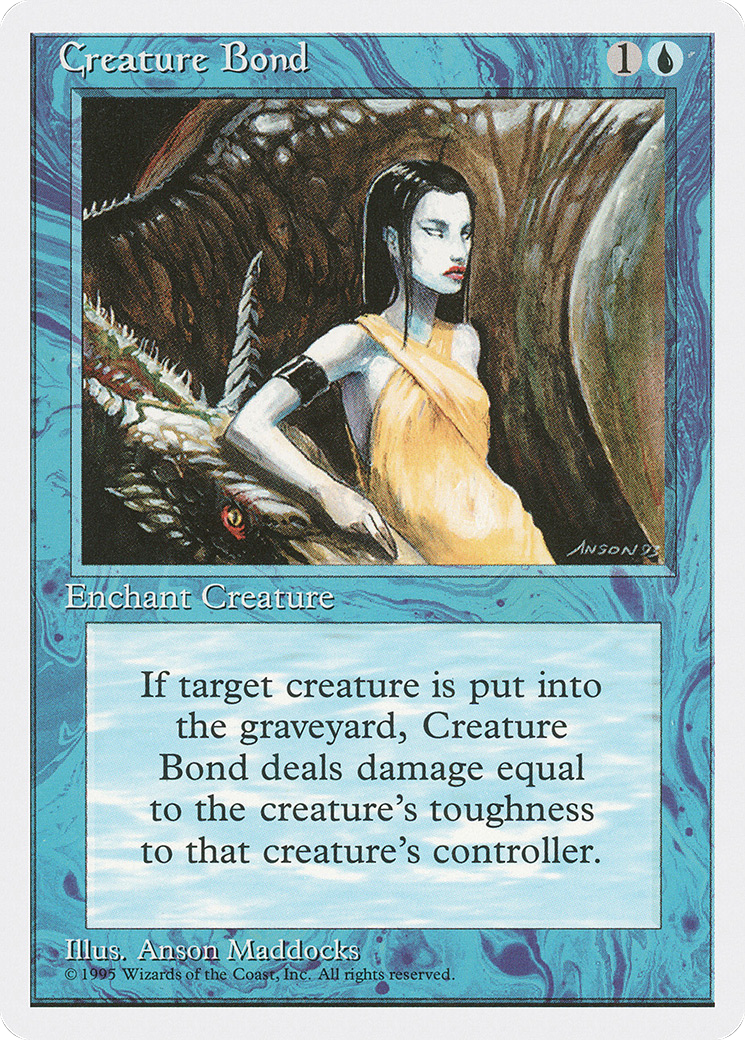 Creature Bond 1
ANSON 93
Enchant Creature
If target creature is put into
the graveyard, Creature
Bond deals damage equal
to the creature's toughness
to that creature's controller.
Illus. Anson Maddocks
© 1995 Wizards of the Coast, Inc. All rights reserved.